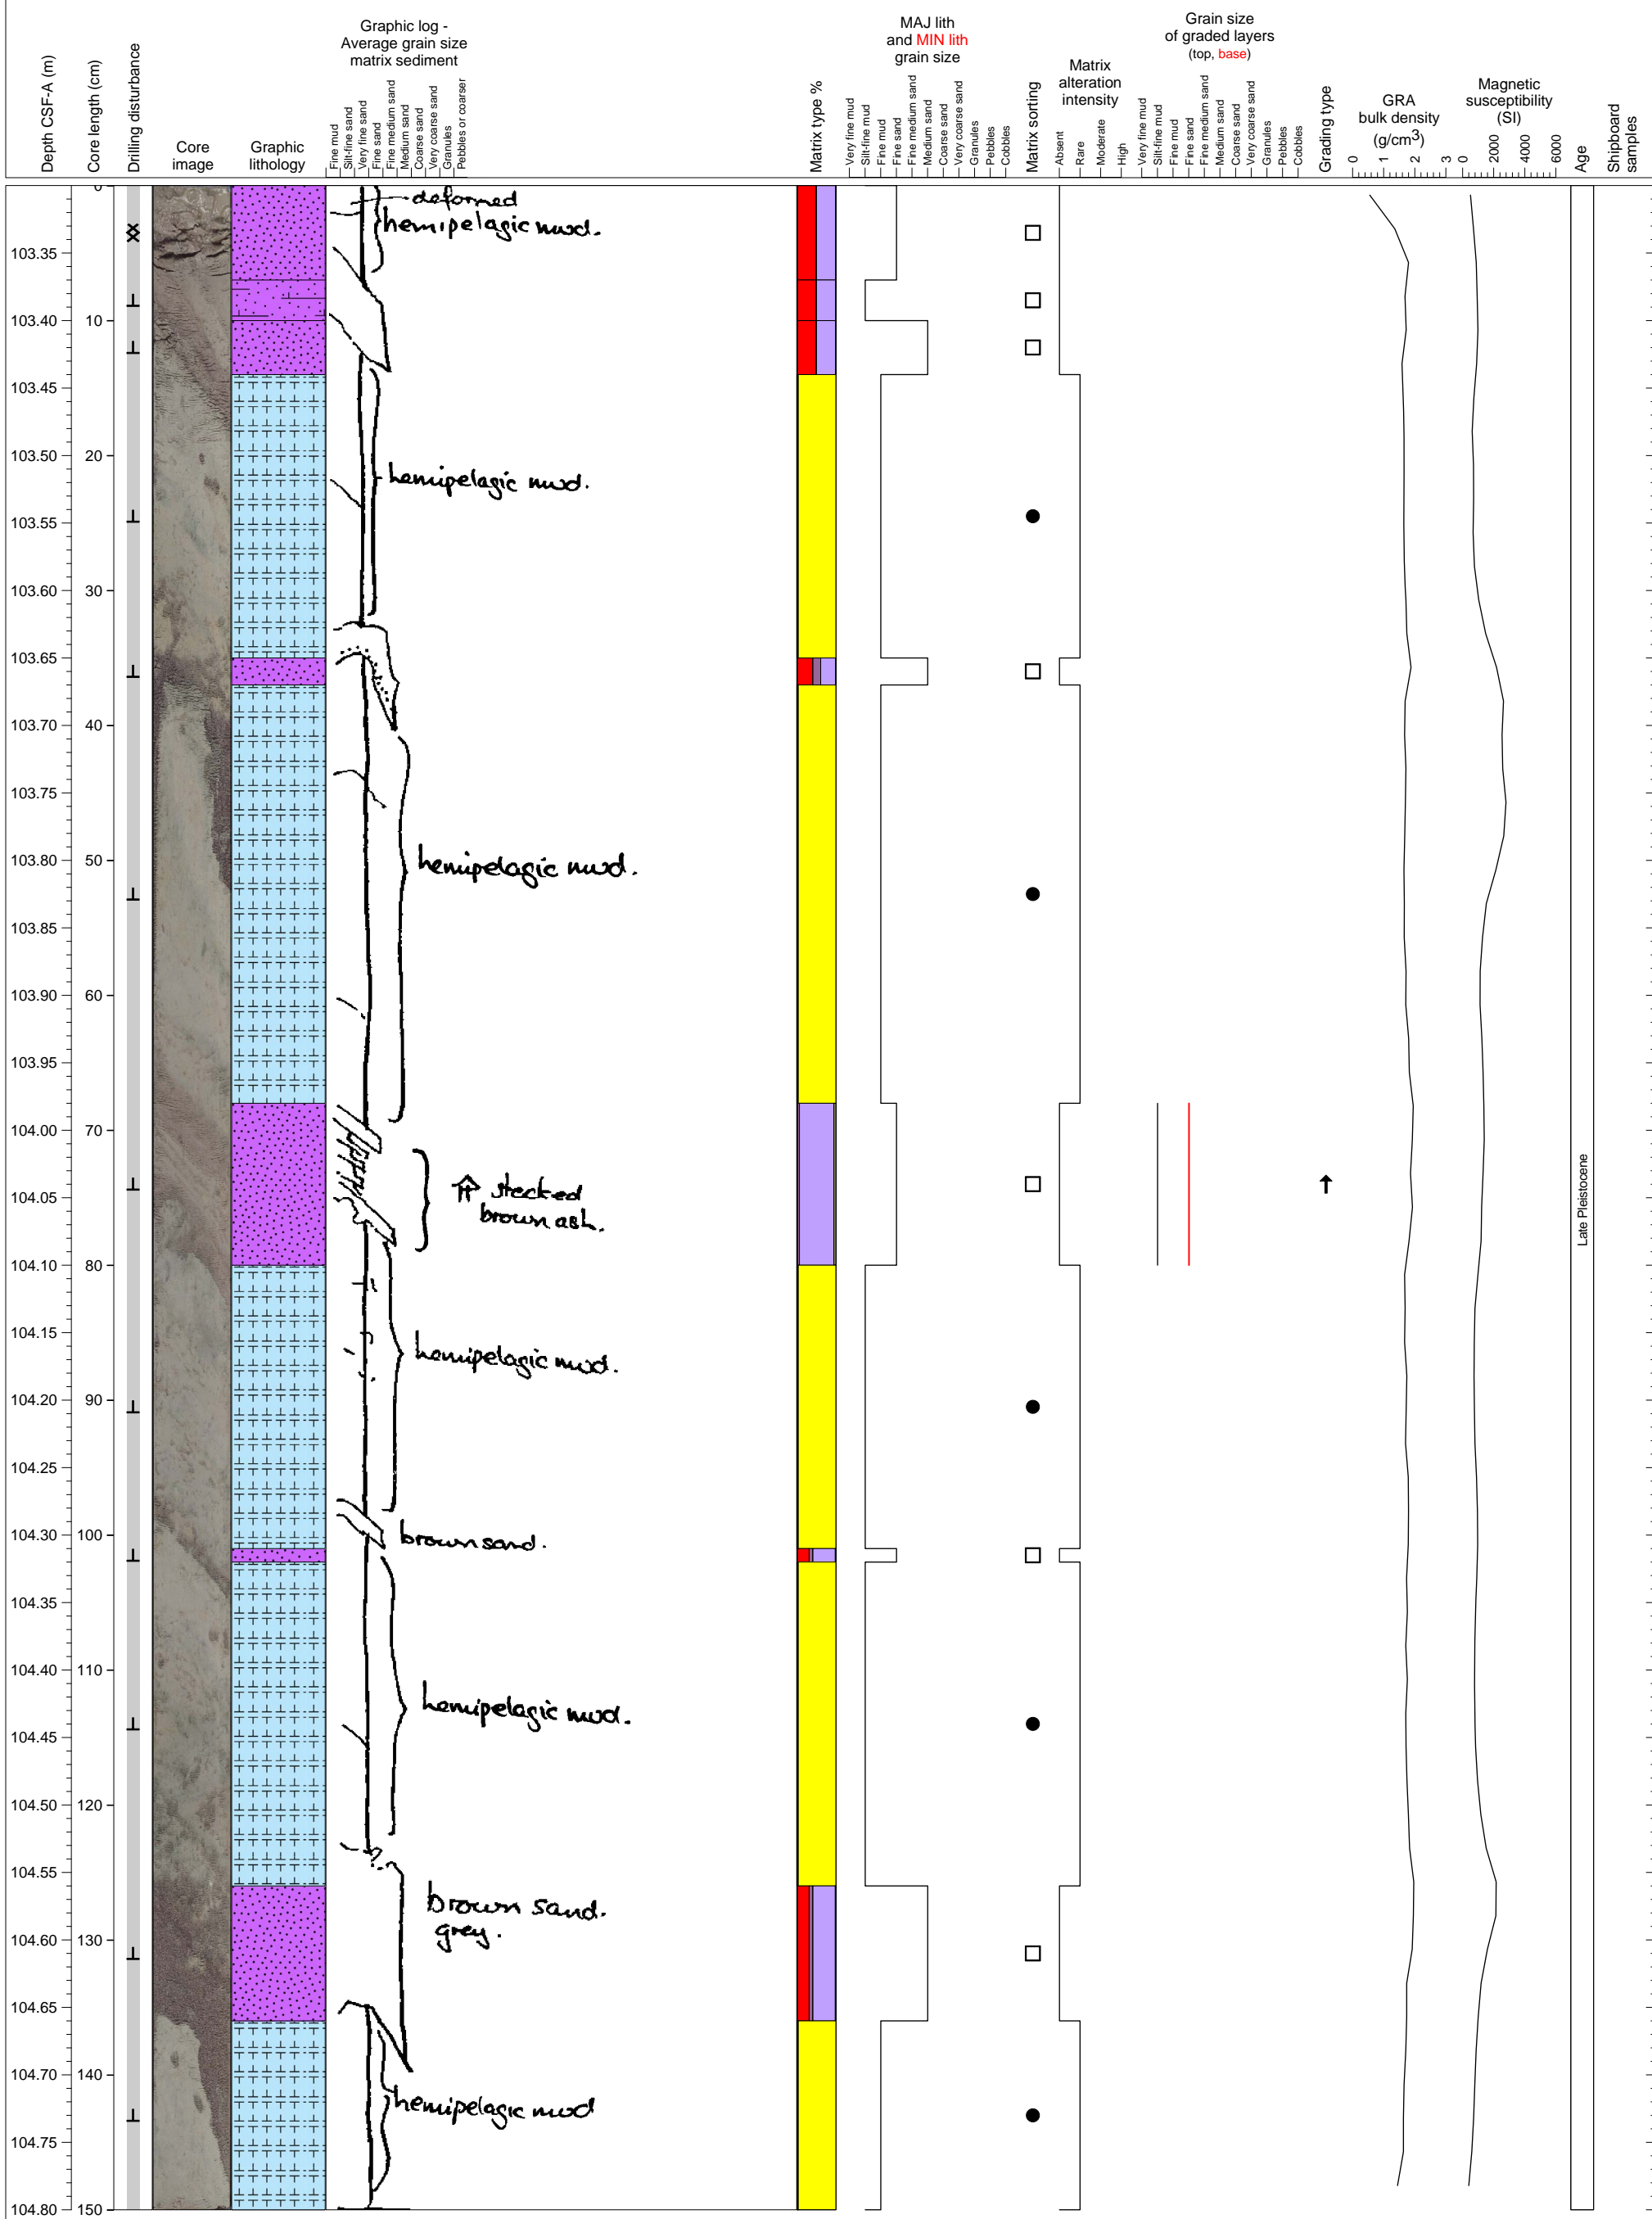 Depth CSF-A (m)
Core length (cm)
Drilling disturbance
Core
image
Graphic
lithology
Graphic log -
Average grain size
matrix sediment
Fine mud
Silt-fine sand
Very fine sand
Fine sand
Fine medium sand
Medium sand
Coarse sand
Very coarse sand
Granules
Pebbles or coarser
Matrix type %
MAJ lith
and MIN lith
grain size
Very fine mud
Silt-fine mud
Fine mud
Fine sand
Fine medium sand
Medium sand
Coarse sand
Very coarse sand
Granules
Pebbles
Cobbles
Matrix sorting
Matrix
alteration
intensity
Absent
Rare
Moderate
High
Grain size
of graded layers
(top, base)
Very fine mud
Silt-fine mud
Fine mud
Fine sand
Fine medium sand
Medium sand
Coarse sand
Very coarse sand
Granules
Pebbles
Cobbles
Grading type
GRA
bulk density
(g/cm3)
0 1 2 3
Magnetic
susceptibility
(SI)
0 2000 4000 6000
Age
Shipboard
samples
0
deformed
hemipelagic mud.
103.35
103.40 10
103.45
103.50 20
hemipelagic mud.
103.55
103.60 30
103.65
103.70 40
103.75
103.80 50
hemipelagic mud.
103.85
103.90 60
103.95
104.00 70
104.05
stacked
brown ash.
Late Pleistocene
104.10 80
104.15
hemipelagic mud.
104.20 90
104.25
104.30 100
brown sand.
104.35
104.40 110
hemipelagic mud.
104.45
104.50 120
104.55
brown sand.
grey.
104.60 130
104.65
104.70 140
hemipelagic mud
104.75
104.80 150